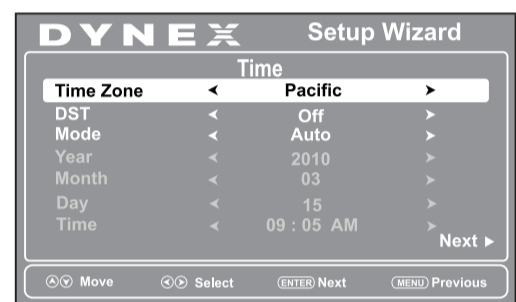 DYNEX Setup Wizard
Time
Time Zone Pacific
DST Off
Mode Auto
Year 2010
Month 03
Day 15
Time 09 : 05 AM
Next
Move Select ENTER Next MENU Previous